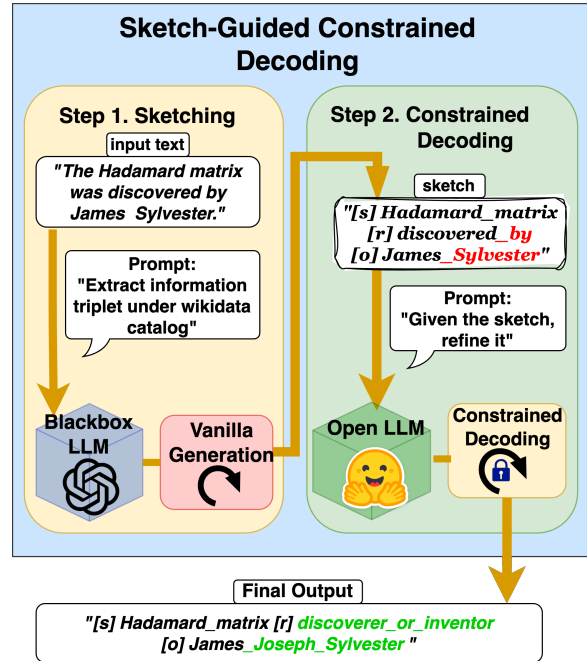 Sketch-Guided Constrained
Decoding
Step 1. Sketching
input text
"The Hadamard matrix
was discovered by
James Sylvester."
Prompt:
"Extract information
triplet under wikidata
catalog"
Blackbox
LLM
Vanilla
Generation
Step 2. Constrained
Decoding
sketch
"[s] Hadamard_matrix
[r] discovered_by
[o] James_Sylvester"
Prompt:
"Given the sketch,
refine it"
Open LLM
Constrained
Decoding
Final Output
"[s] Hadamard_matrix [r] discoverer_or_inventor
[o] James_Joseph_Sylvester "